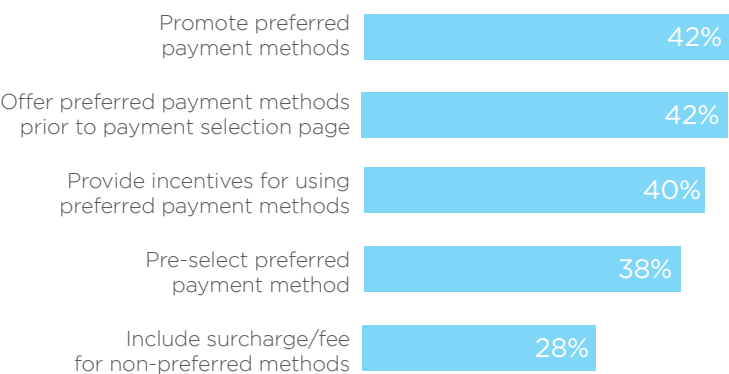 Promote preferred
payment methods
42%
Offer preferred payment methods
prior to payment selection page
42%
Provide incentives for using
preferred payment methods
40%
Pre-select preferred
payment method
38%
Include surcharge/fee
for non-preferred methods
28%